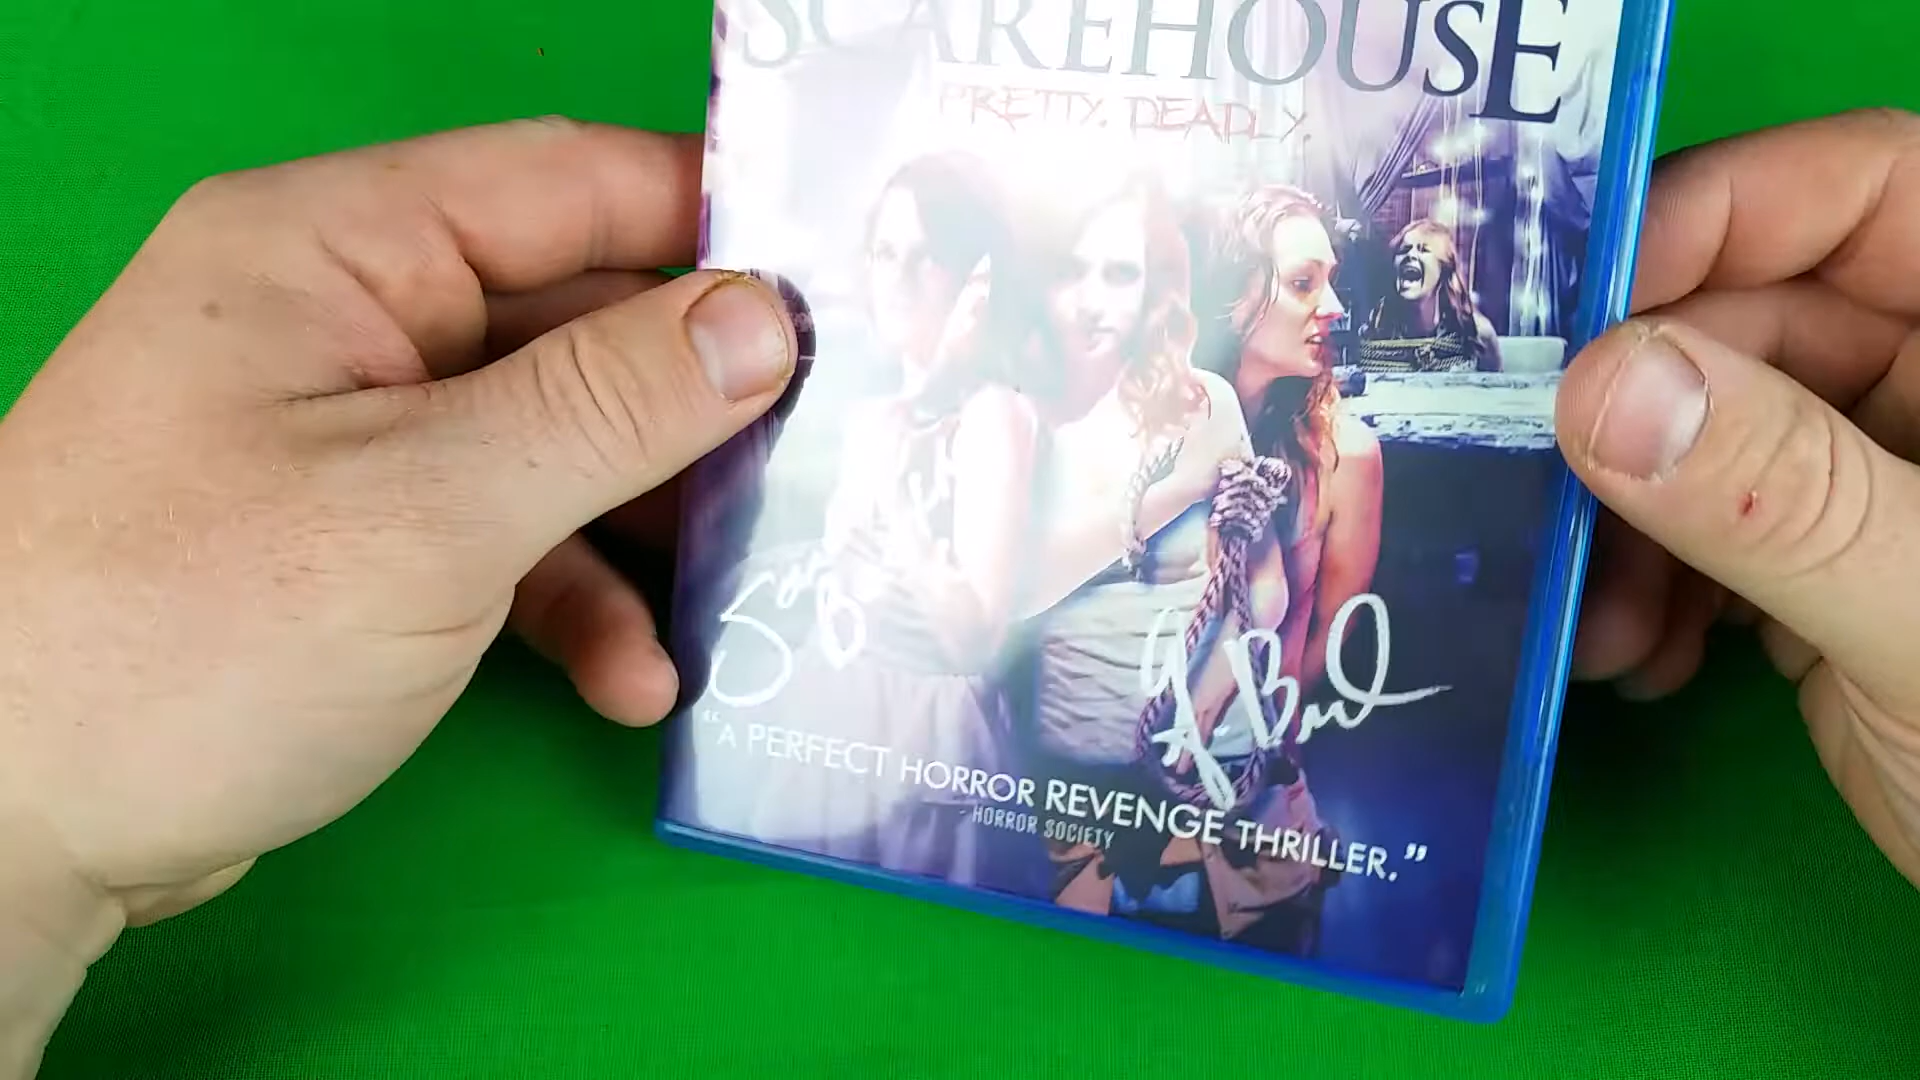 SCAREHOUSE
PRETTY. DEADLY.
“A PERFECT HORROR REVENGE THRILLER.”
- HORROR SOCIETY